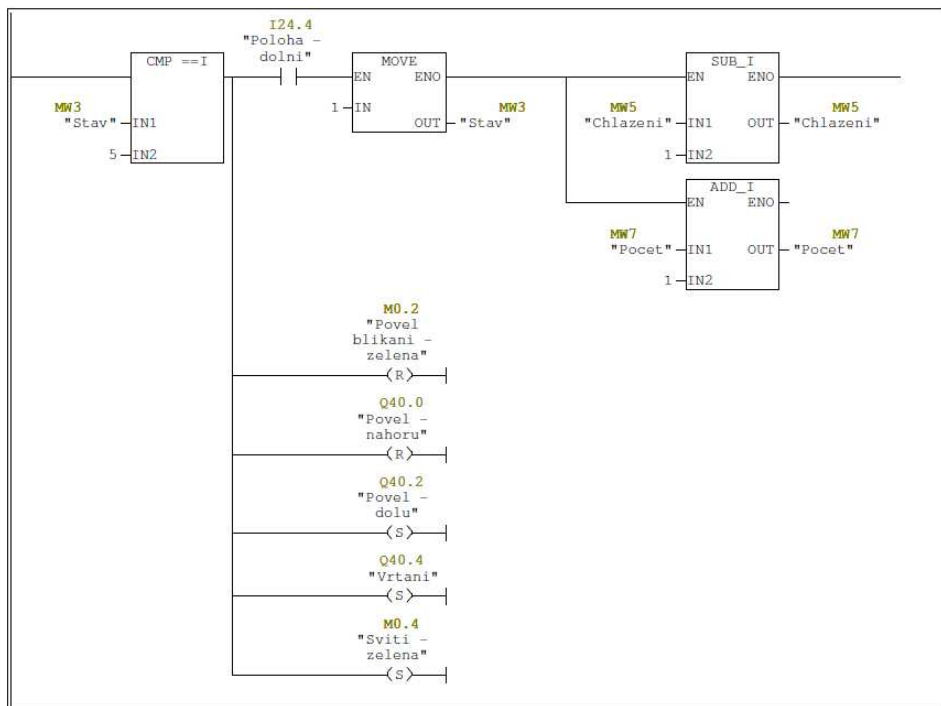 I24.4
"Poloha -
dolni"
CMP ==I
MOVE
SUB_I
EN ENO
EN ENO
MW3
"Stav"
IN1
5
IN2
1
IN
MW3
OUT
"Stav"
MW5
"Chlazeni"
IN1
OUT
MW5
"Chlazeni"
1
IN2
ADD_I
EN ENO
MW7
"Pocet"
IN1
OUT
MW7
"Pocet"
1
IN2
M0.2
"Povel
blikani -
zelena"
(R)
Q40.0
"Povel -
nahoru"
(R)
Q40.2
"Povel -
dolu"
(S)
Q40.4
"Vrtani"
(S)
M0.4
"Sviti -
zelena"
(S)